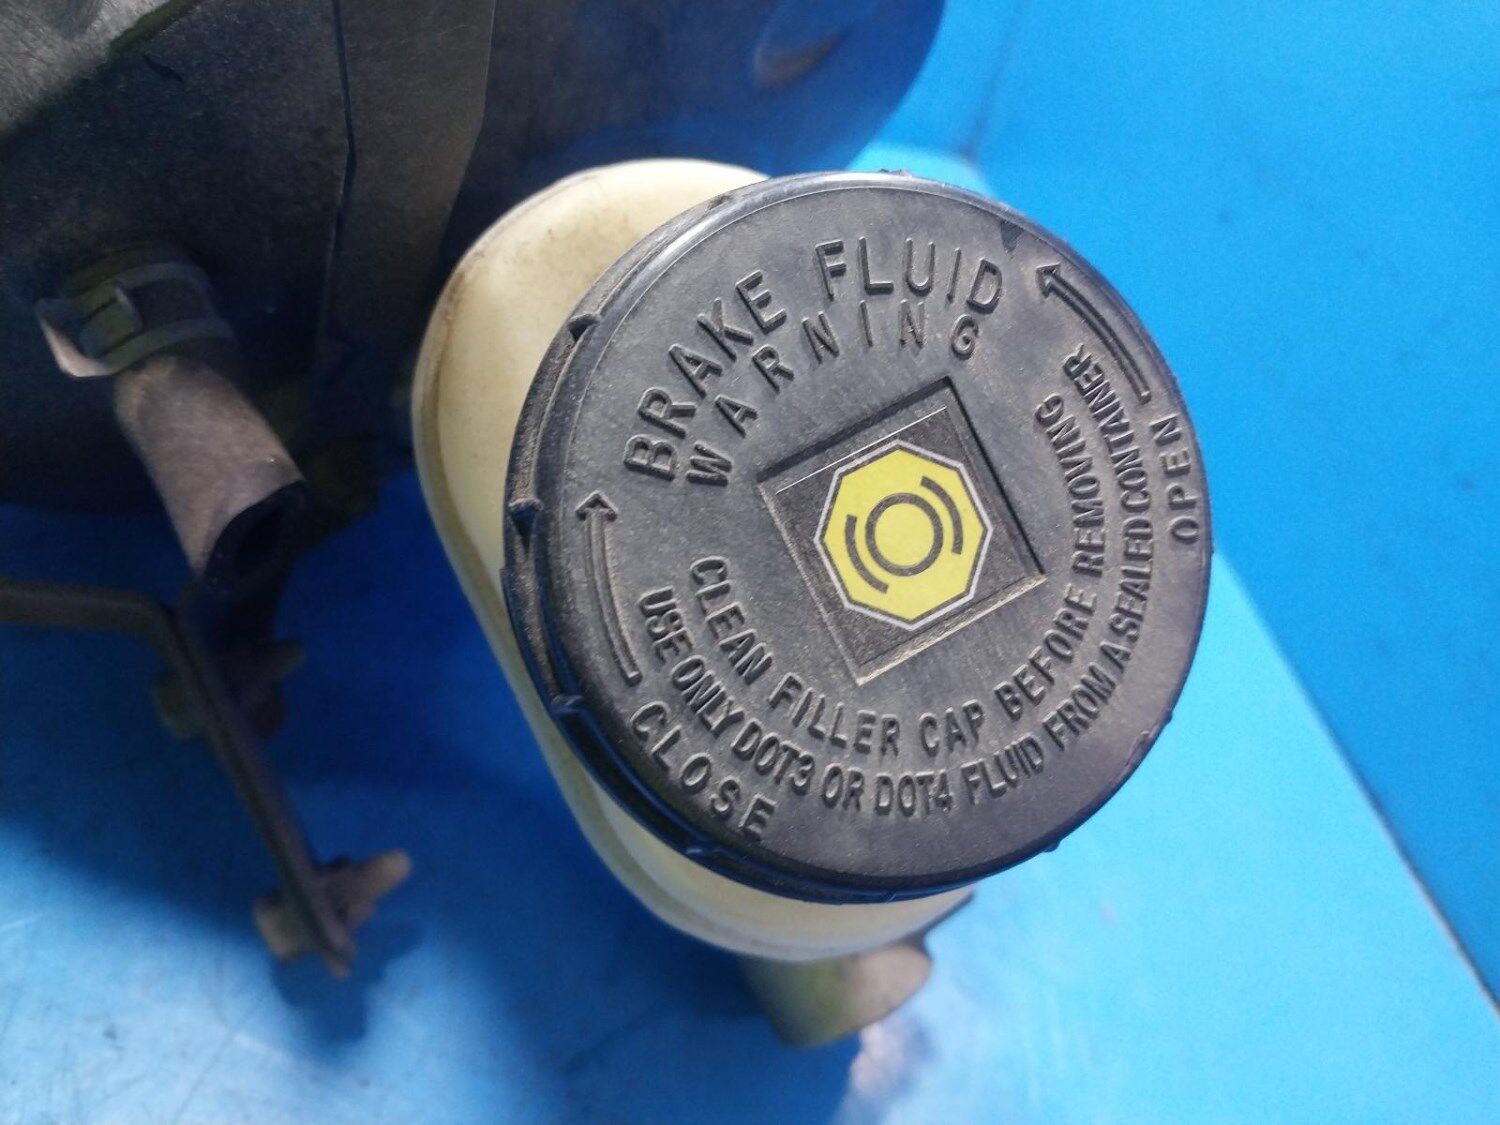 BRAKE FLUID
WARNING
CLEAN FILLER CAP BEFORE REMOVING
USE ONLY DOT3 OR DOT4 FLUID FROM A SEALED CONTAINER
CLOSE
OPEN